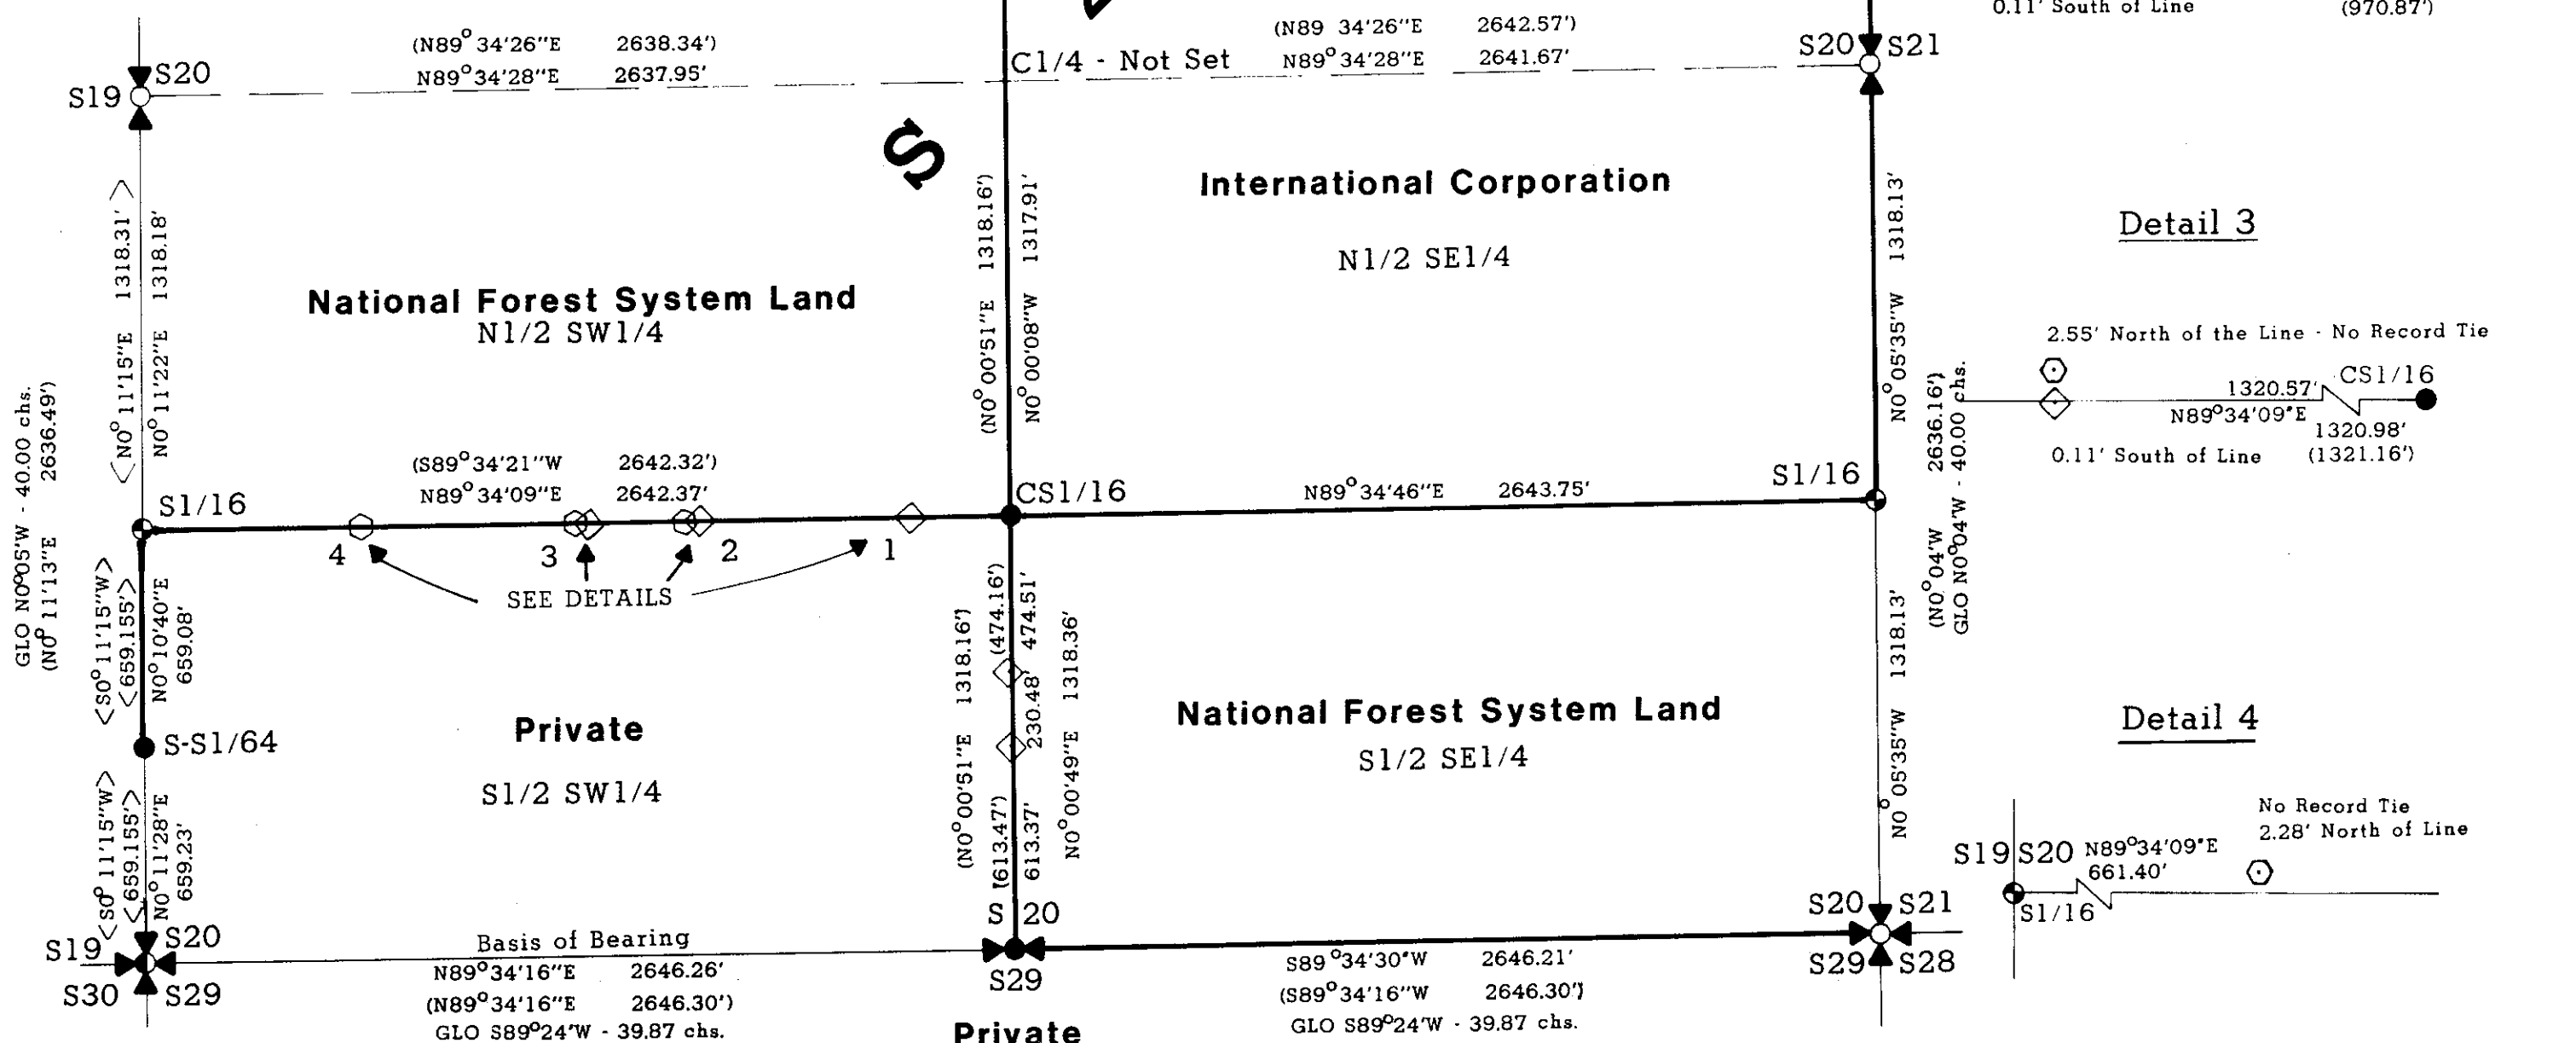 0.11' South of Line (970.87')
(N89°34'26"E 2638.34')
N89°34'28"E 2637.95'
(N89 34'26"E 2642.57')
C1/4 - Not Set N89°34'28"E 2641.67'
S20 S21
S20
S19
S
International Corporation
N1/2 SE1/4
National Forest System Land
N1/2 SW1/4
<N0°11'15"E 1318.31'>
N0°11'22"E 1318.18'
(N0°00'51"E 1318.16')
N0°00'08"W 1317.91'
N0°05'35"W 1318.13'
Detail 3
2.55' North of the Line - No Record Tie
1320.57' CS1/16
N89°34'09"E
1320.98'
0.11' South of Line (1321.16')
GLO N0°05'W - 40.00 chs.
(N0°11'13"E 2636.49')
(N0°04'W 2636.16')
GLO N0°04'W - 40.00 chs.
(S89°34'21"W 2642.32')
N89°34'09"E 2642.37'
S1/16
CS1/16
N89°34'46"E 2643.75'
S1/16
4 3 2 1
SEE DETAILS
<S0°11'15"W>
<659.155'>
N0°10'40"E
659.08'
S-S1/64
Private
S1/2 SW1/4
(N0°00'51"E 1318.16')
(474.16')
474.51'
230.48'
(613.47')
613.37'
N0°00'49"E 1318.36'
National Forest System Land
S1/2 SE1/4
N0°05'35"W 1318.13'
Detail 4
No Record Tie
2.28' North of Line
S19 S20 N89°34'09"E
661.40'
S1/16
<S0°11'15"W>
<659.155'>
N0°11'28"E
659.23'
S19 S20
S30 S29
Basis of Bearing
N89°34'16"E 2646.26'
(N89°34'16"E 2646.30')
GLO S89°24'W - 39.87 chs.
S 20
S29
Private
S20 S21
S29 S28
S89°34'30"W 2646.21'
(S89°34'16"W 2646.30')
GLO S89°24'W - 39.87 chs.